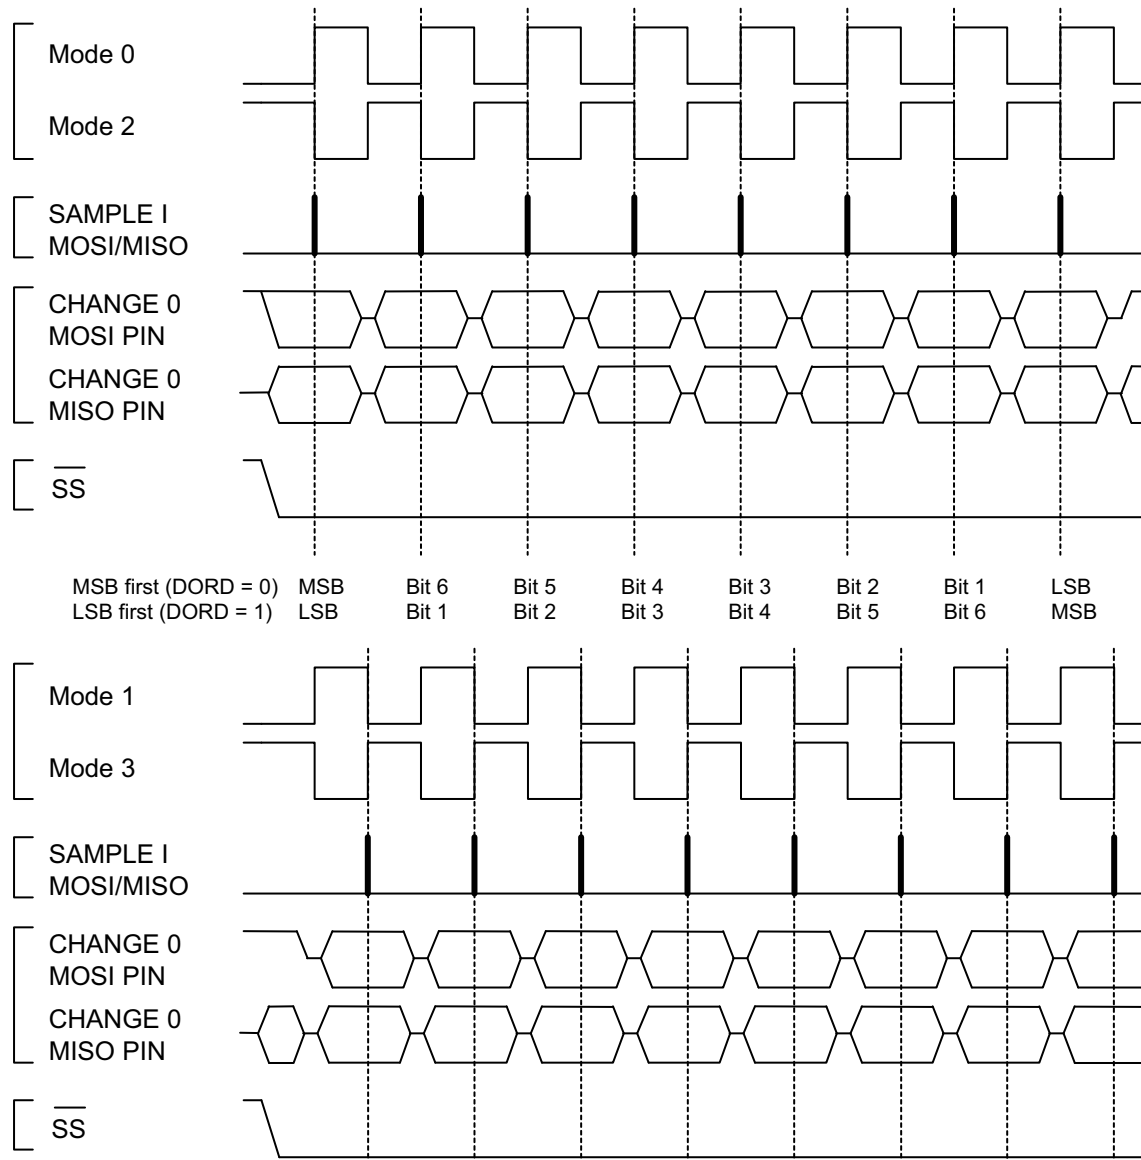 Mode 0
Mode 2
SAMPLE I
MOSI/MISO
CHANGE 0
MOSI PIN
CHANGE 0
MISO PIN
SS
MSB first (DORD = 0) MSB Bit 6 Bit 5 Bit 4 Bit 3 Bit 2 Bit 1 LSB
LSB first (DORD = 1) LSB Bit 1 Bit 2 Bit 3 Bit 4 Bit 5 Bit 6 MSB
Mode 1
Mode 3
SAMPLE I
MOSI/MISO
CHANGE 0
MOSI PIN
CHANGE 0
MISO PIN
SS